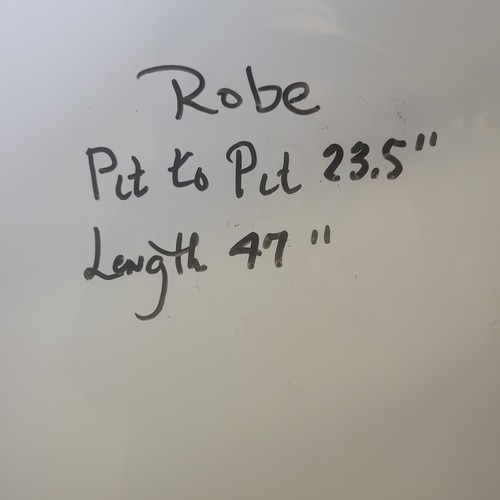 Robe
Pit to Pit 23.5"
Length 47"